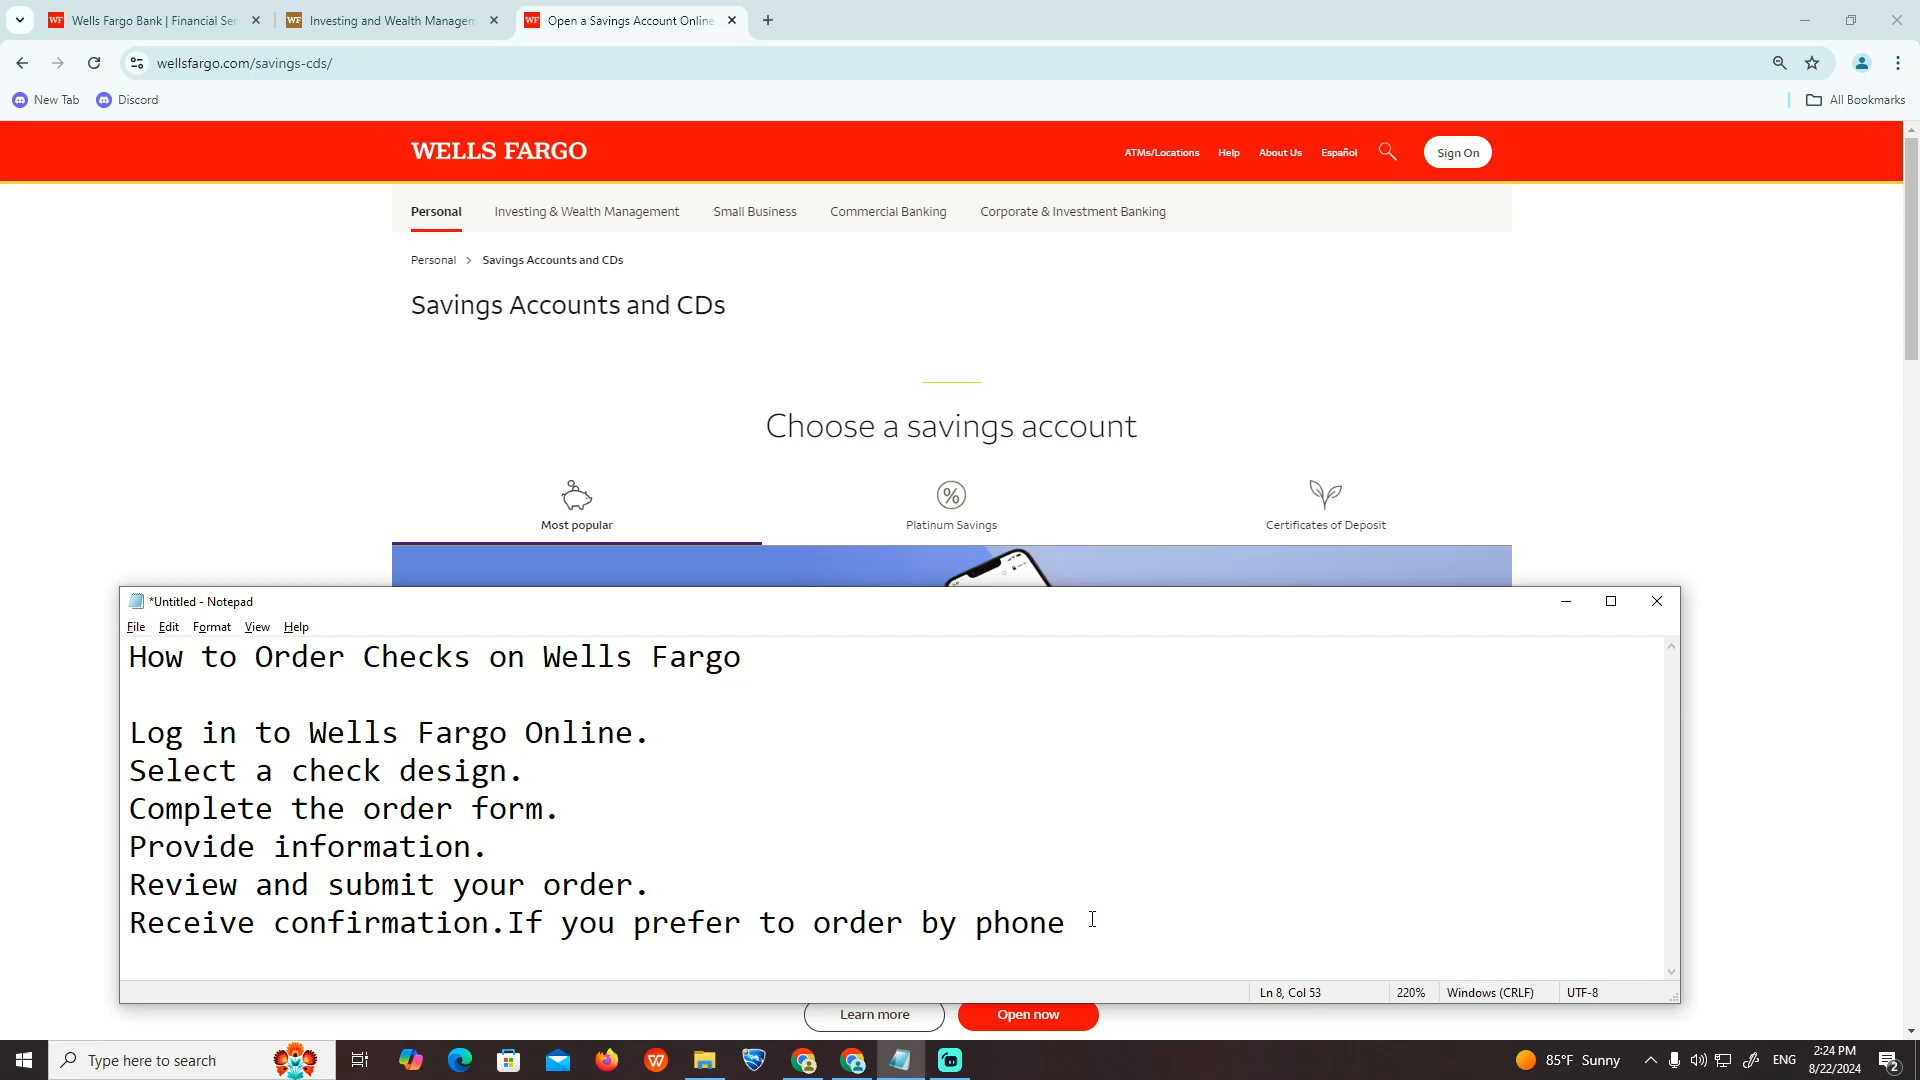 WF Wells Fargo Bank | Financial Ser
WF Investing and Wealth Managem
WF Open a Savings Account Online
wellsfargo.com/savings-cds/
New Tab
Discord
All Bookmarks
WELLS FARGO
ATMs/Locations
Help
About Us
Español
Sign On
Personal
Investing & Wealth Management
Small Business
Commercial Banking
Corporate & Investment Banking
Personal > Savings Accounts and CDs
Savings Accounts and CDs
Choose a savings account
Most popular
Platinum Savings
Certificates of Deposit
*Untitled - Notepad
File Edit Format View Help
How to Order Checks on Wells Fargo
Log in to Wells Fargo Online.
Select a check design.
Complete the order form.
Provide information.
Review and submit your order.
Receive confirmation.If you prefer to order by phone
Ln 8, Col 53
220%
Windows (CRLF)
UTF-8
Learn more
Open now
Type here to search
85°F Sunny
ENG
2:24 PM
8/22/2024
2